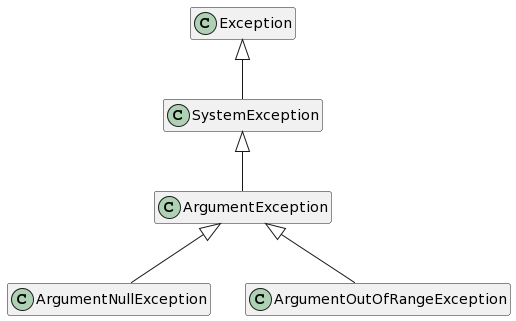 C Exception
C SystemException
C ArgumentException
C ArgumentNullException
C ArgumentOutOfRangeException